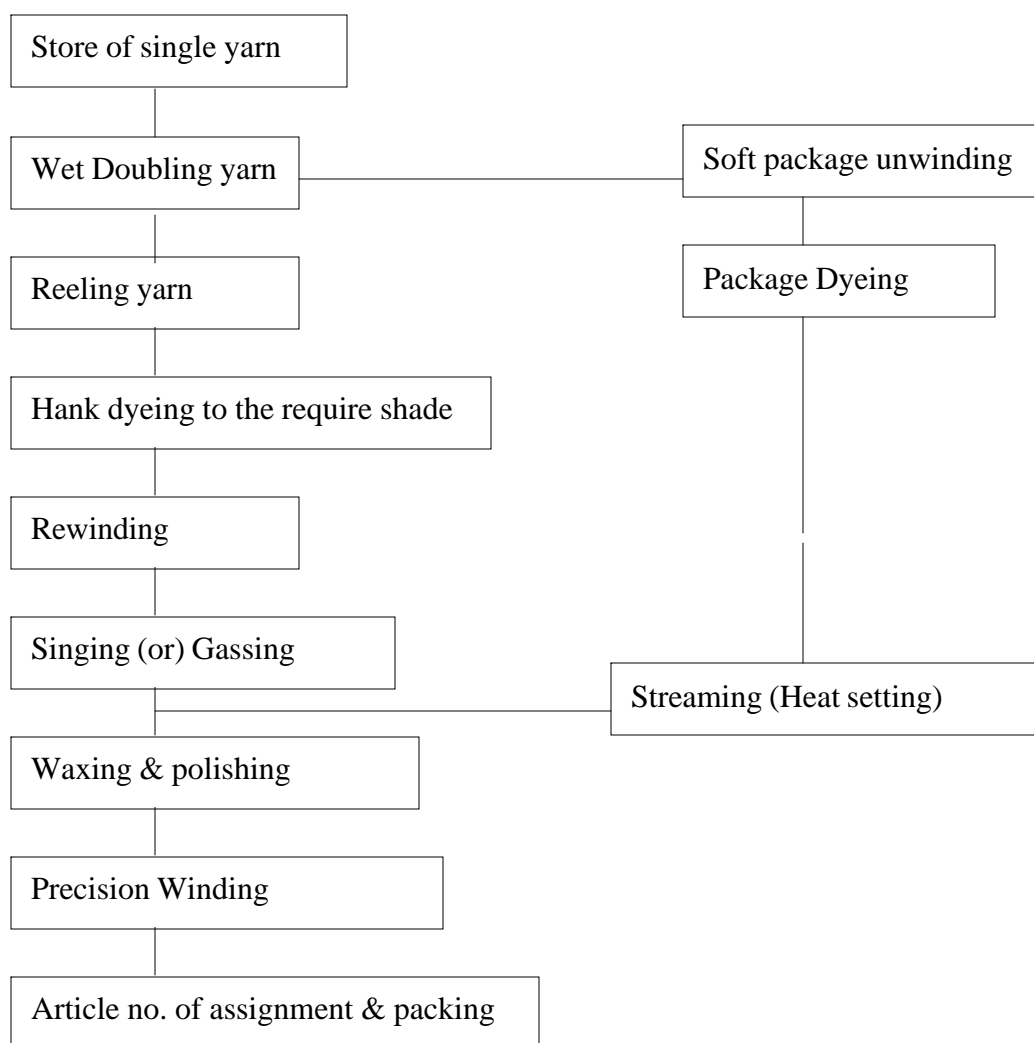 Store of single yarn
Wet Doubling yarn
Soft package unwinding
Reeling yarn
Package Dyeing
Hank dyeing to the require shade
Rewinding
Singing (or) Gassing
Streaming (Heat setting)
Waxing & polishing
Precision Winding
Article no. of assignment & packing